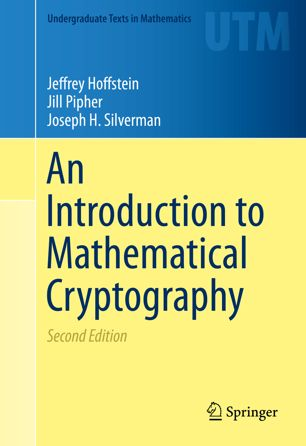 Undergraduate Texts in Mathematics
UTM
Jeffrey Hoffstein
Jill Pipher
Joseph H. Silverman
An
Introduction to
Mathematical
Cryptography
Second Edition
Springer